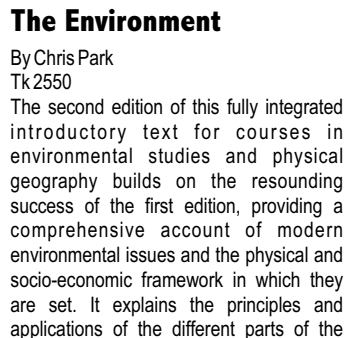 The Environment
By Chris Park
Tk 2550
The second edition of this fully integrated
introductory text for courses in
environmental studies and physical
geography builds on the resounding
success of the first edition, providing a
comprehensive account of modern
environmental issues and the physical and
socio-economic framework in which they
are set. It explains the principles and
applications of the different parts of the